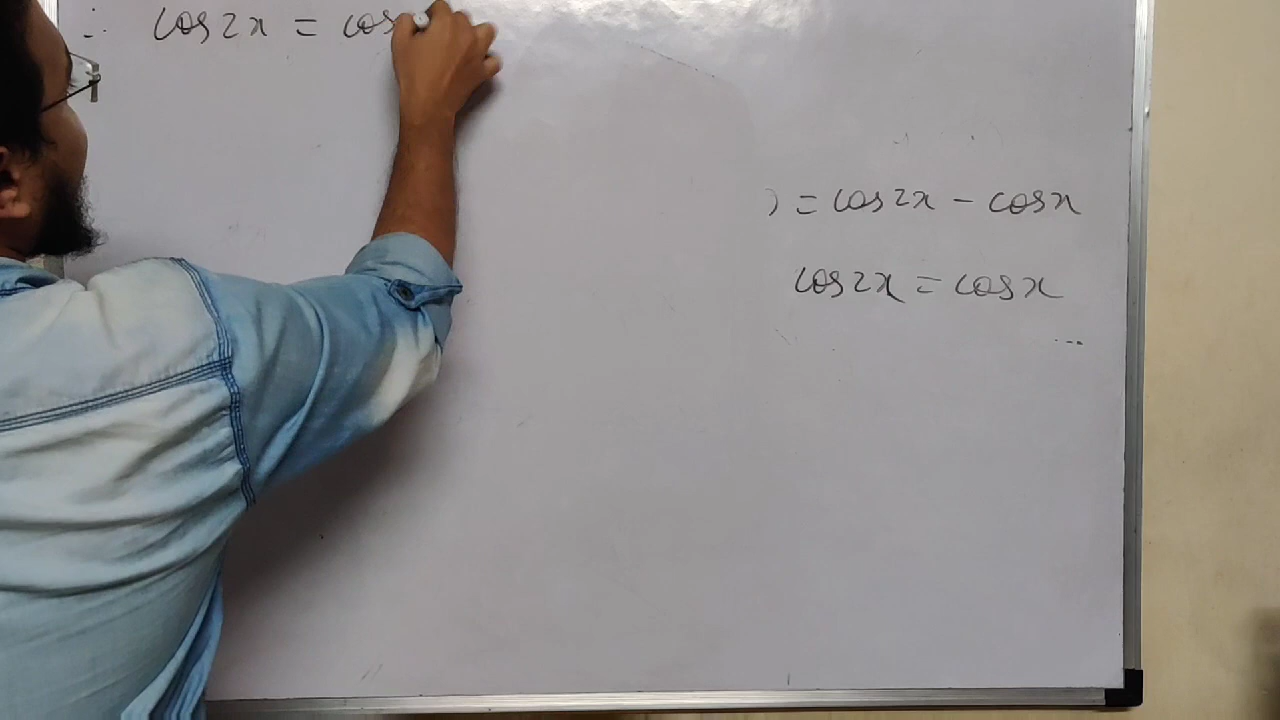 ∴ cos2x = cos
) = cos2x - cosx
cos2x = cosx
...